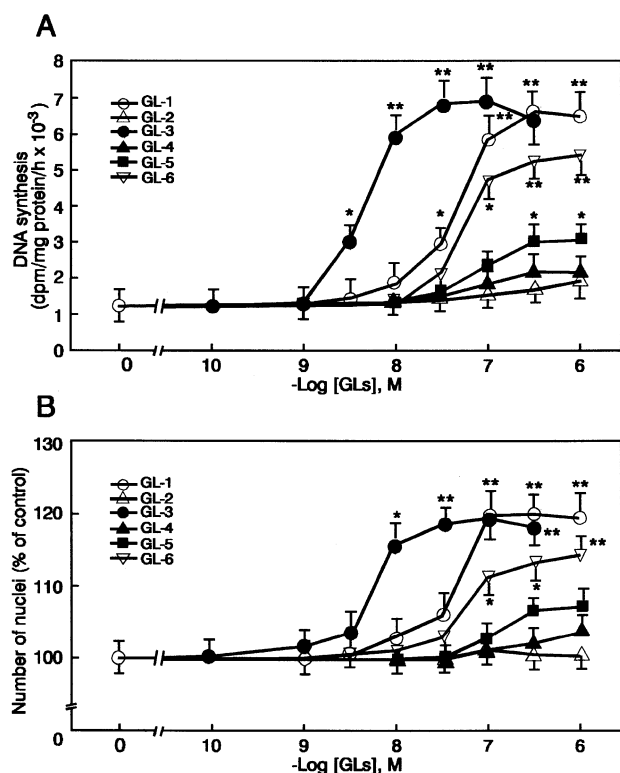 A
8
7
6
5
4
3
2
1
0
DNA synthesis
(dpm/mg protein/h × 10-3)
GL-1
GL-2
GL-3
GL-4
GL-5
GL-6
*
**
**
**
**
**
**
*
*
**
**
*
*
0 10 9 8 7 6
-Log [GLs], M
B
130
120
110
100
0
Number of nuclei (% of control)
GL-1
GL-2
GL-3
GL-4
GL-5
GL-6
*
**
**
**
**
**
**
*
*
0 10 9 8 7 6
-Log [GLs], M